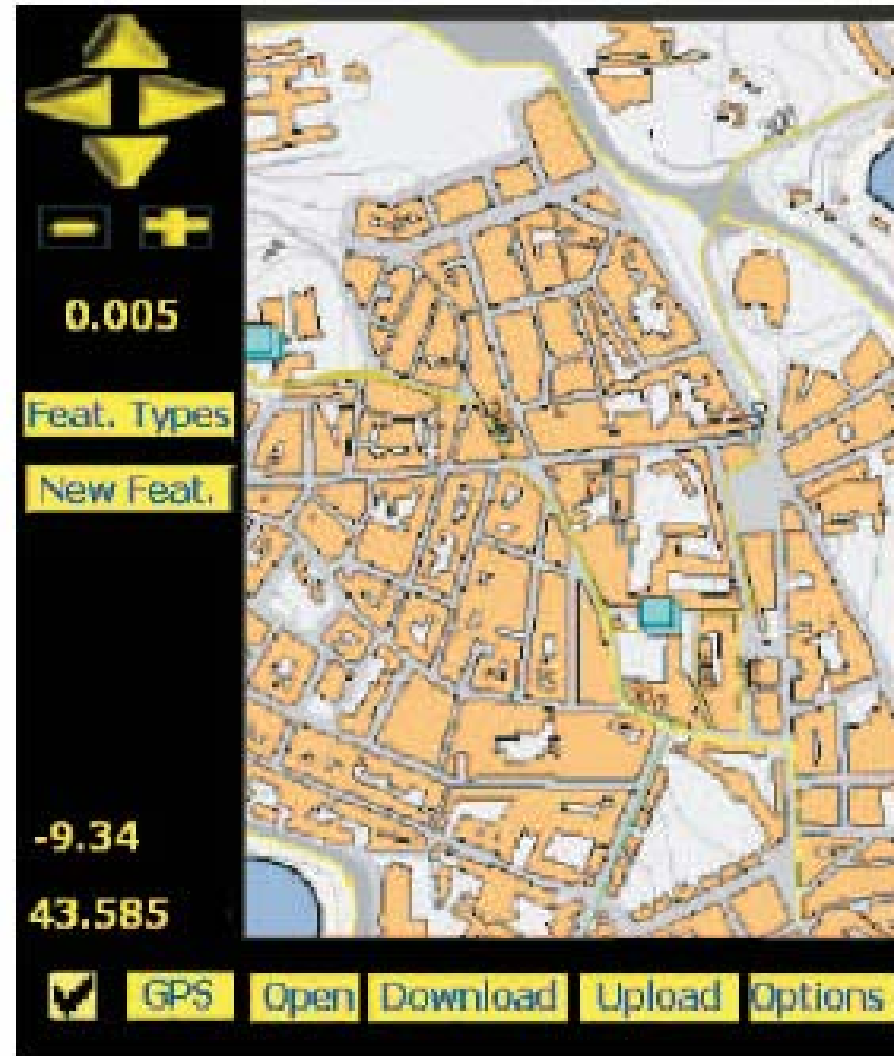 0.005
Feat. Types
New Feat.
-9.34
43.585
GPS
Open
Download
Upload
Options